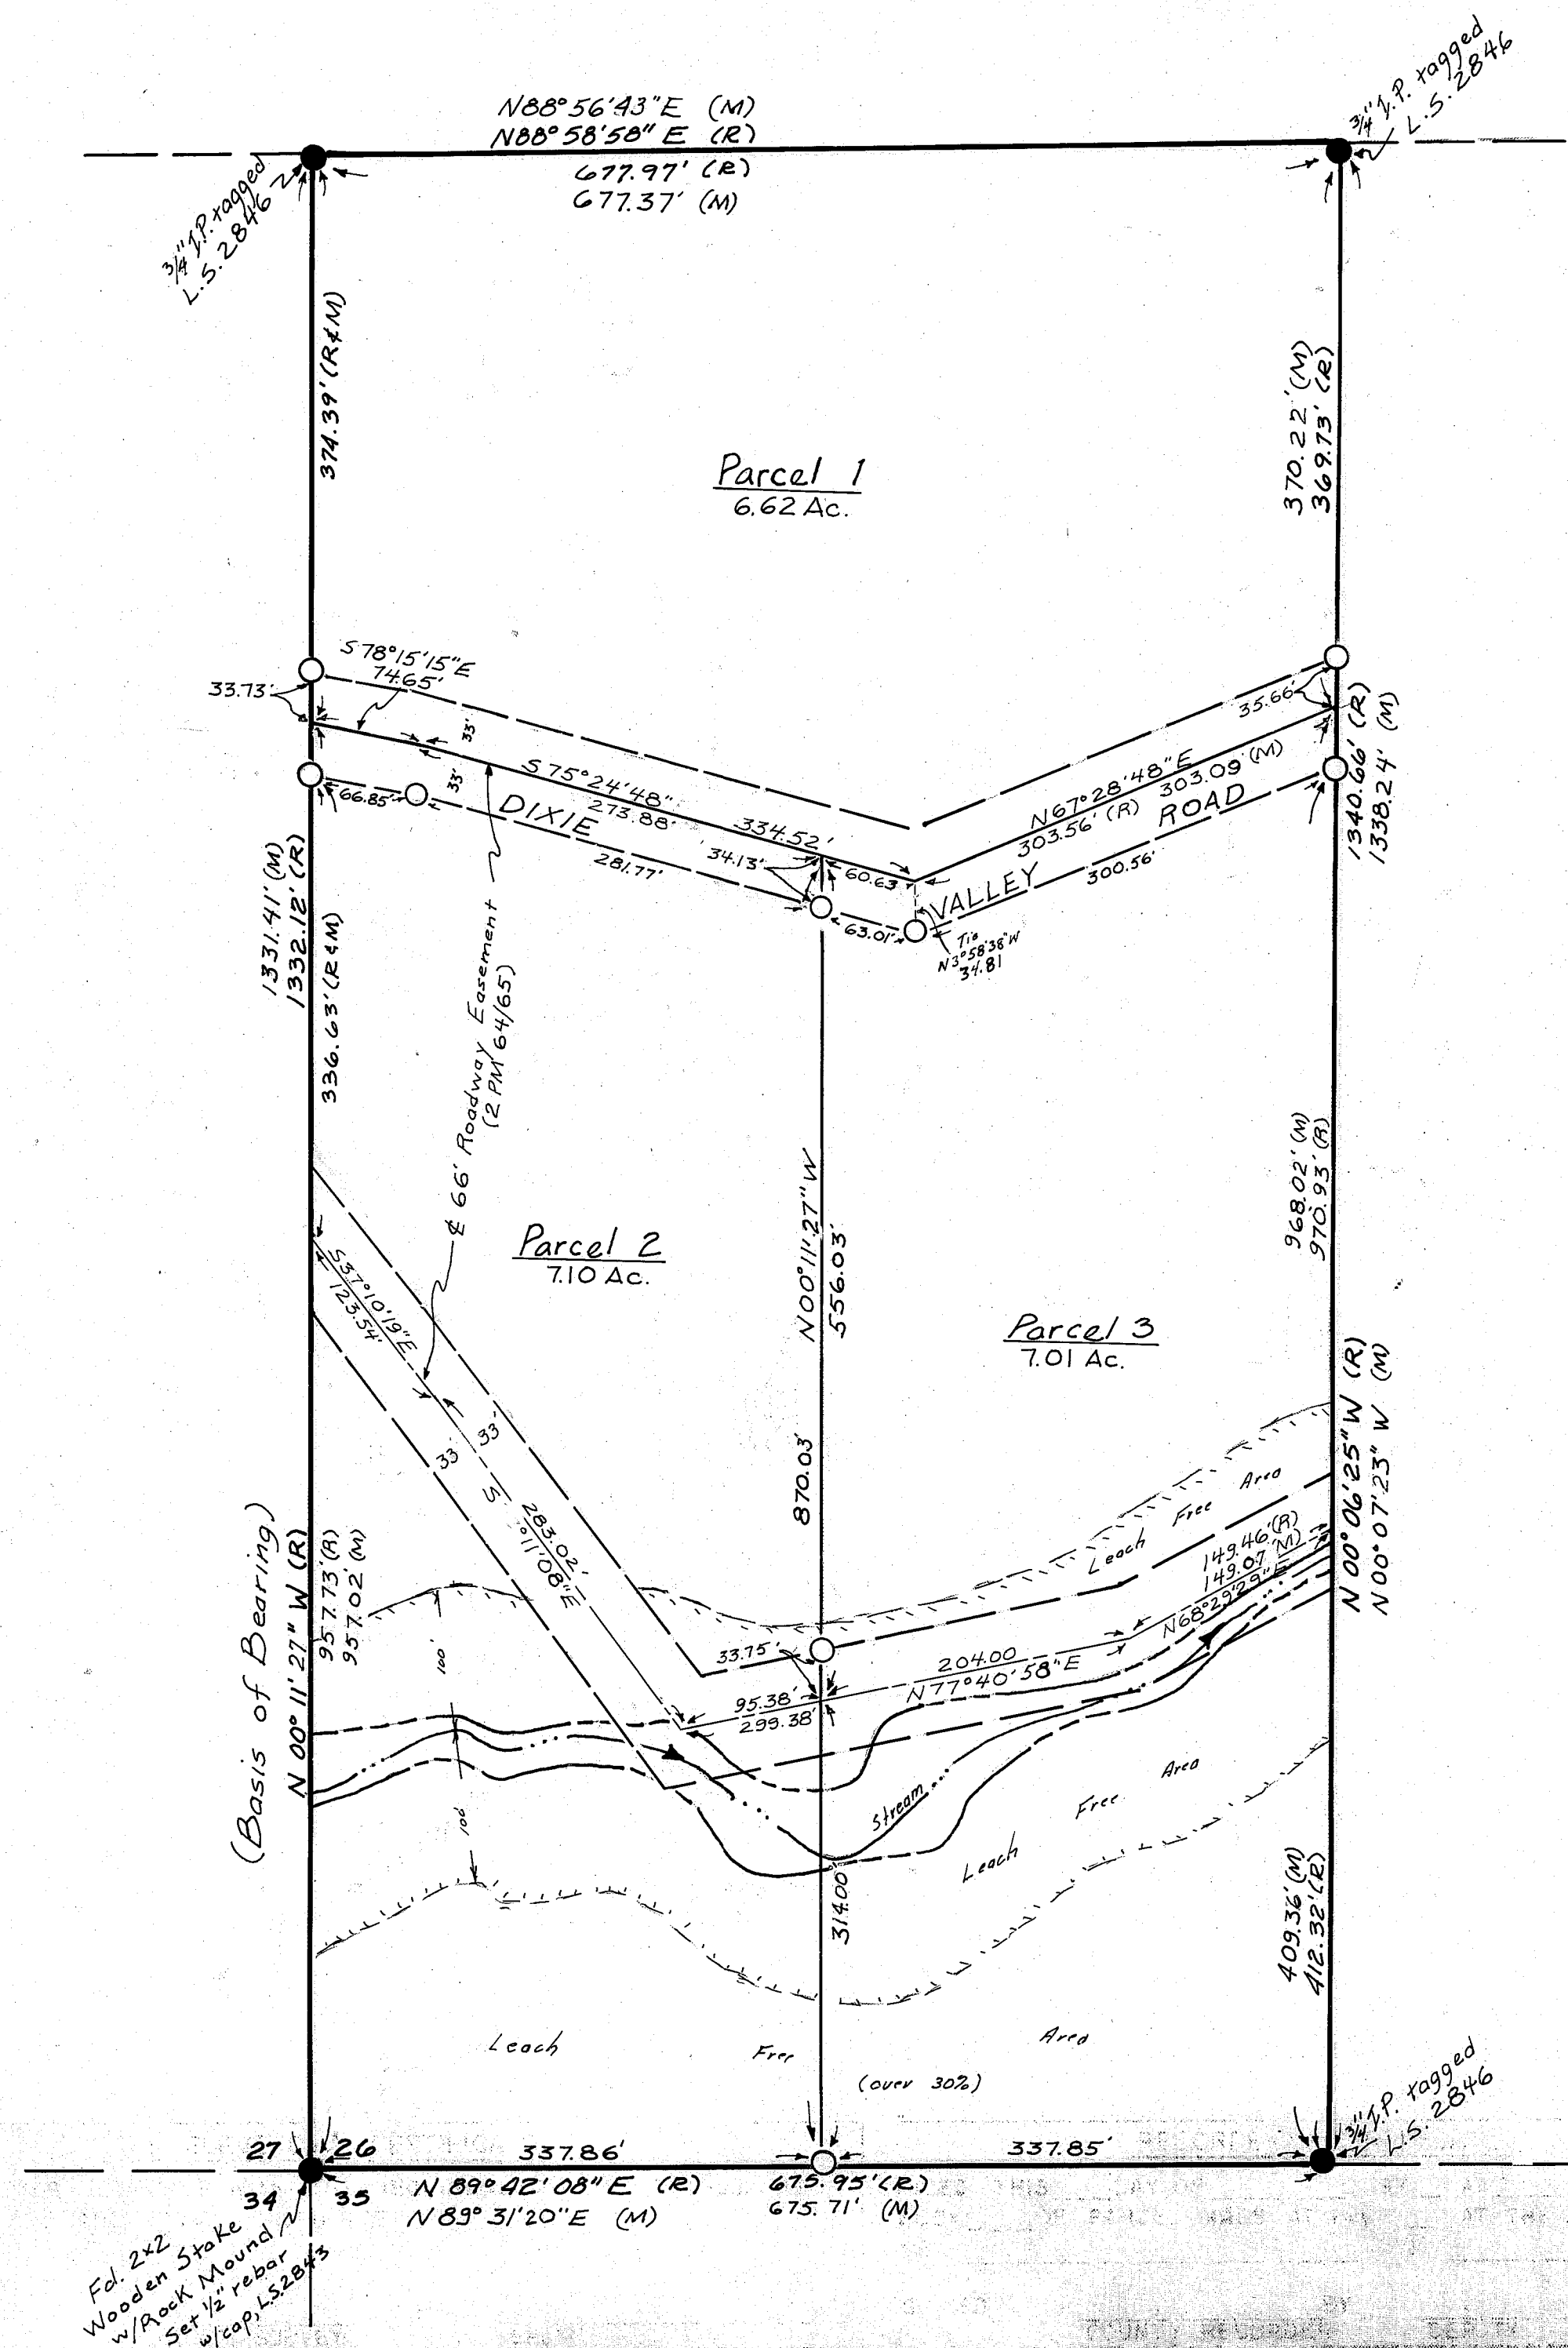 N88°56'43"E (M)
N88°58'58" E (R)
677.97' (R)
677.37' (M)
3/4" I.P. tagged
L.S. 2846
3/4" I.P. tagged
L.S. 2846
374.39' (R&M)
370.22' (M)
369.73' (R)
Parcel 1
6.62 Ac.
S78°15'15"E
74.65'
33.73'
33'
33'
66.85'
S75°24'48"
273.88'
334.52'
DIXIE
281.77'
34.13'
60.63'
63.01'
VALLEY
ROAD
N67°28'48"E
303.56' (R) 303.09' (M)
300.56'
35.66'
Tie
N3°58'38"W
34.81
1340.66' (R)
1338.24' (M)
1331.41' (M)
1332.12' (R)
336.63' (R&M)
₵ 66' Roadway Easement
(2 PM 64/65)
Parcel 2
7.10 Ac.
N00°11'27"W
556.03'
870.03'
968.02' (M)
970.93' (R)
Parcel 3
7.01 Ac.
S37°10'19"E
123.54'
33'
33'
283.02'
S °11'08"E
N 00° 06'25" W (R)
N 00° 07'23" W (M)
Leach Free Area
149.46' (R)
149.07' (M)
N68°29'29"E
(Basis of Bearing)
N 00° 11' 27" W (R)
957.73' (R)
957.02' (M)
100'
100'
33.75'
204.00
N77°40'58"E
95.38'
299.38'
Stream
Leach Free Area
314.00'
409.36' (M)
412.32' (R)
Leach Free Area
(over 30%)
3/4" I.P. tagged
L.S. 2846
27 26
34 35
337.86'
337.85'
N 89° 42' 08" E (R)
675.95' (R)
N 89° 31'20"E (M)
675.71' (M)
Fd. 2x2
Wooden Stake
w/Rock Mound
Set 1/2" rebar
w/cap, L.S.2843